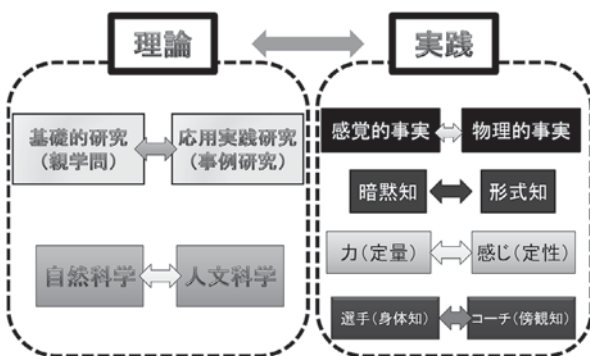 理論
実践
基礎的研究
(親学問)
応用実践研究
(事例研究)
自然科学
人文科学
感覚的事実
物理的事実
暗黙知
形式知
力(定量)
感じ(定性)
選手(身体知)
コーチ(傍観知)